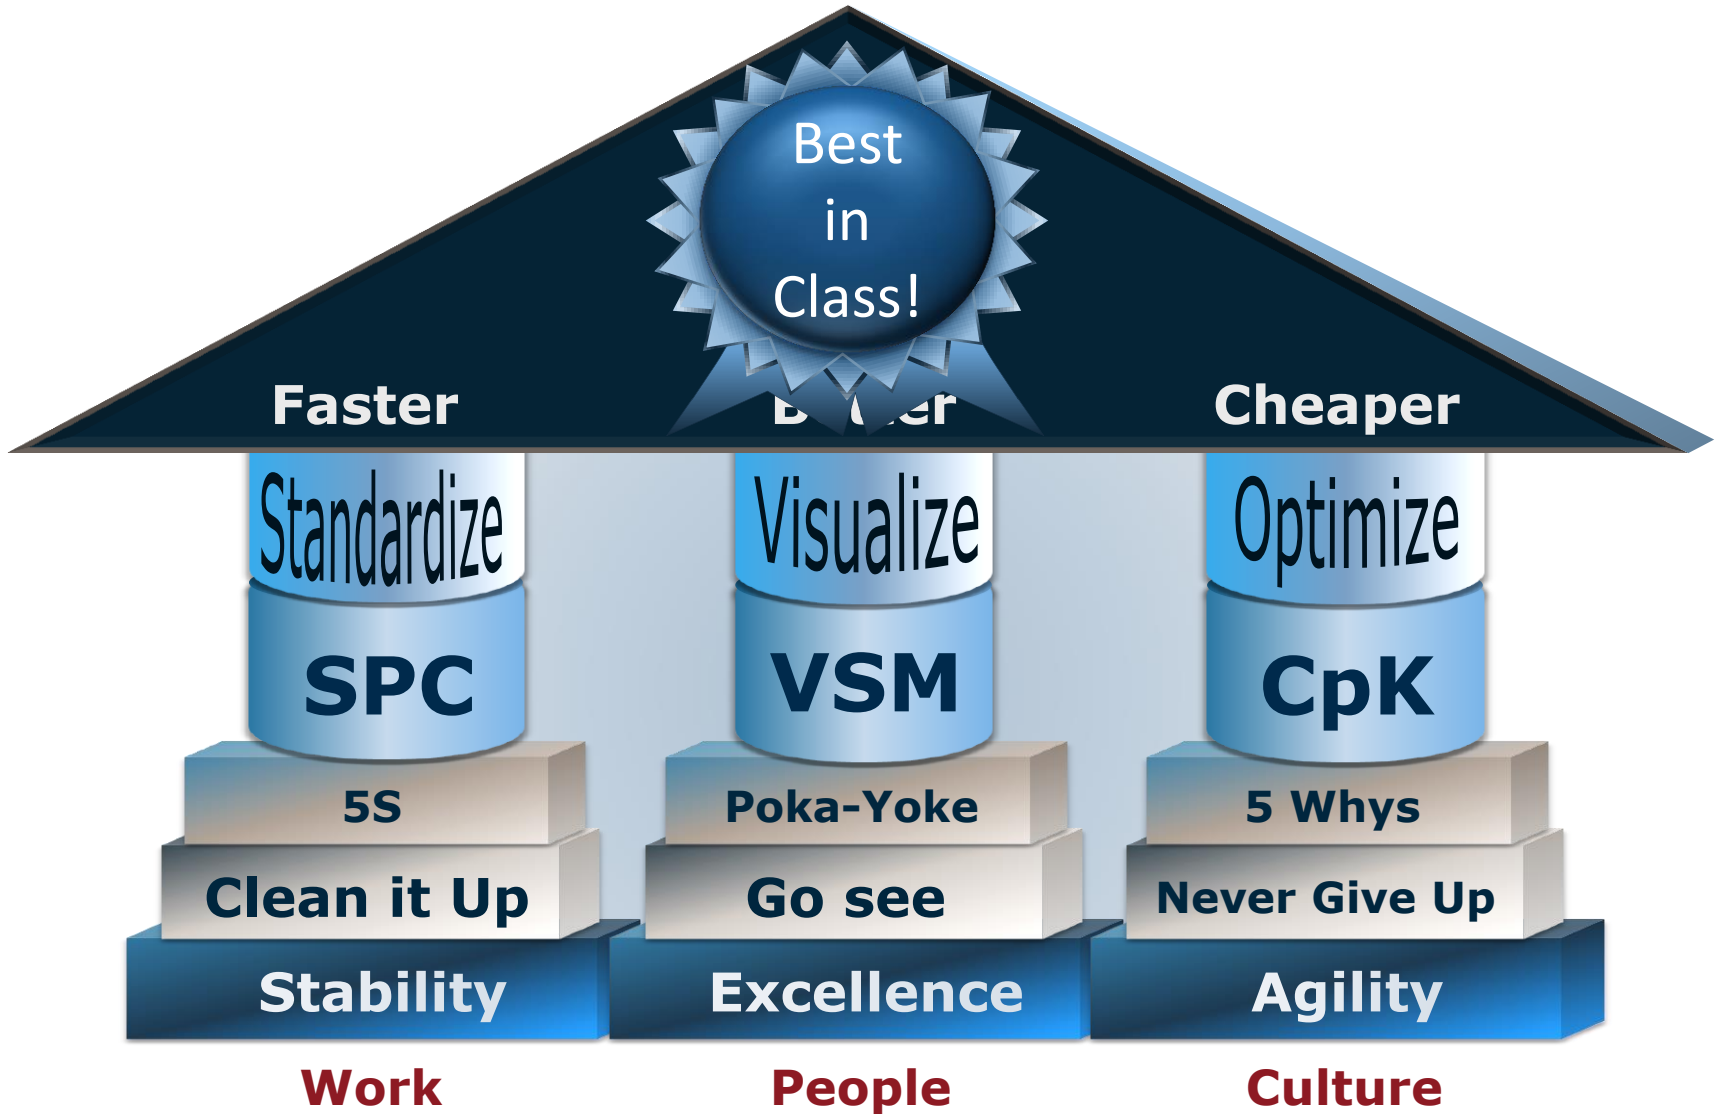 Best
in
Class!
Faster
Cheaper
Standardize
Visualize
Optimize
SPC
VSM
CpK
5S
Poka-Yoke
5 Whys
Clean it Up
Go see
Never Give Up
Stability
Excellence
Agility
Work
People
Culture